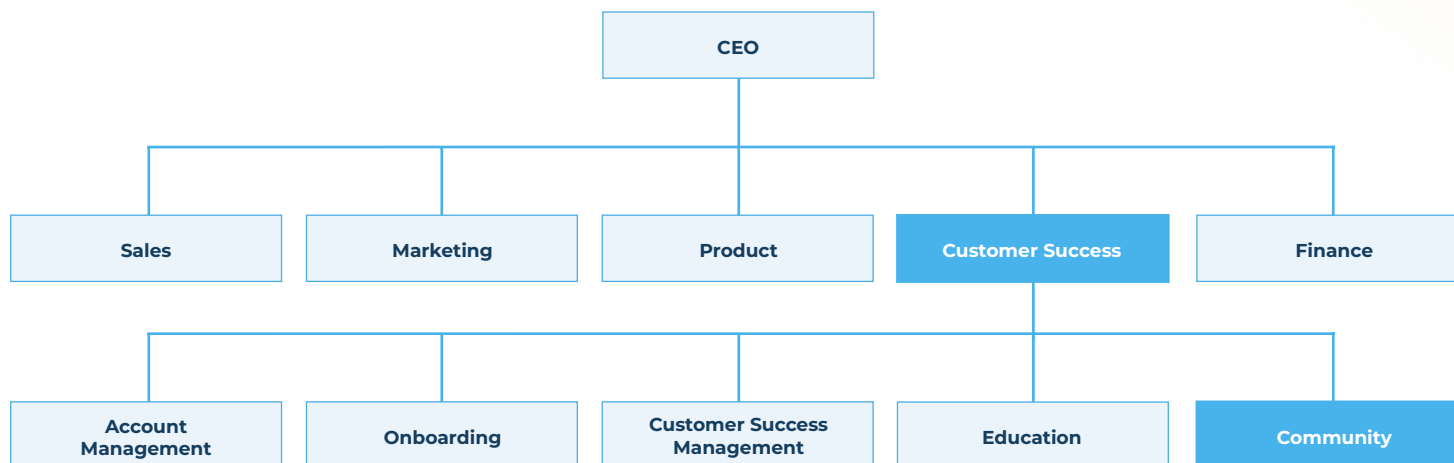 CEO
Sales
Marketing
Product
Customer Success
Finance
Account
Management
Onboarding
Customer Success
Management
Education
Community